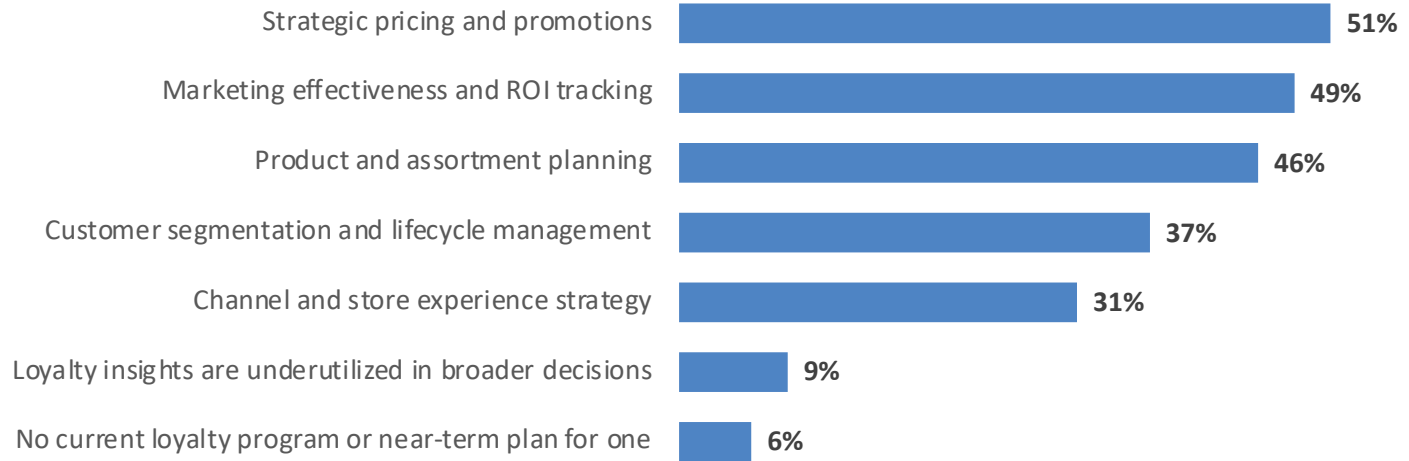 Strategic pricing and promotions 51%
Marketing effectiveness and ROI tracking 49%
Product and assortment planning 46%
Customer segmentation and lifecycle management 37%
Channel and store experience strategy 31%
Loyalty insights are underutilized in broader decisions 9%
No current loyalty program or near-term plan for one 6%